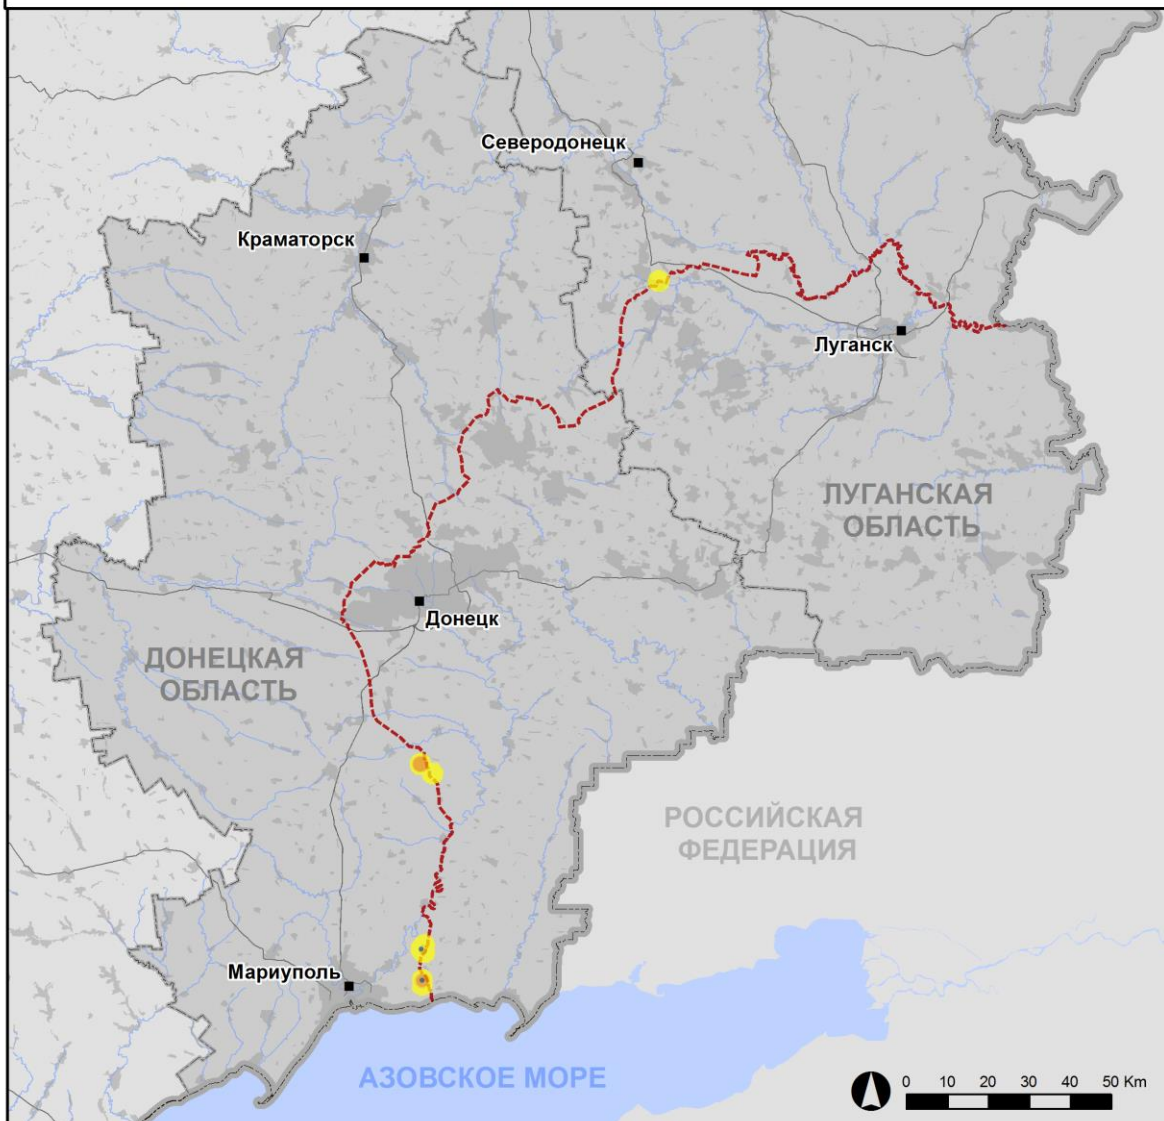 Северодонецк
Краматорск
Луганск
ЛУГАНСКАЯ
ОБЛАСТЬ
Донецк
ДОНЕЦКАЯ
ОБЛАСТЬ
РОССИЙСКАЯ
ФЕДЕРАЦИЯ
Мариуполь
АЗОВСКОЕ МОРЕ
0 10 20 30 40 50 Km